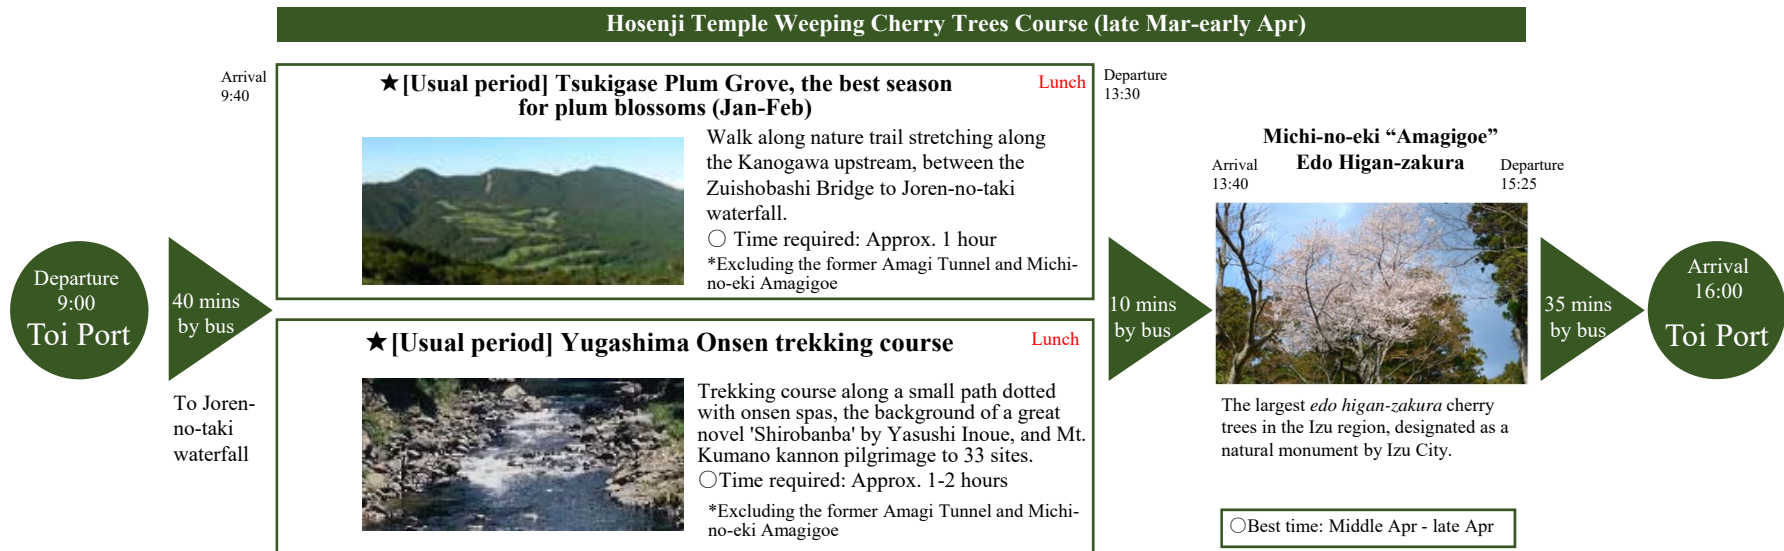 Hosenji Temple Weeping Cherry Trees Course (late Mar-early Apr)
Departure
9:00
Toi Port
40 mins
by bus
To Joren-
no-taki
waterfall
Arrival
9:40
★[Usual period] Tsukigase Plum Grove, the best season
for plum blossoms (Jan-Feb)
Lunch
Walk along nature trail stretching along
the Kanogawa upstream, between the
Zuishobashi Bridge to Joren-no-taki
waterfall.
○ Time required: Approx. 1 hour
*Excluding the former Amagi Tunnel and Michi-
no-eki Amagigoe
★[Usual period] Yugashima Onsen trekking course
Lunch
Trekking course along a small path dotted
with onsen spas, the background of a great
novel 'Shirobanba' by Yasushi Inoue, and Mt.
Kumano kannon pilgrimage to 33 sites.
○Time required: Approx. 1-2 hours
*Excluding the former Amagi Tunnel and Michi-
no-eki Amagigoe
Departure
13:30
10 mins
by bus
Michi-no-eki “Amagigoe”
Edo Higan-zakura
Arrival
13:40
Departure
15:25
The largest edo higan-zakura cherry
trees in the Izu region, designated as a
natural monument by Izu City.
○Best time: Middle Apr - late Apr
35 mins
by bus
Arrival
16:00
Toi Port